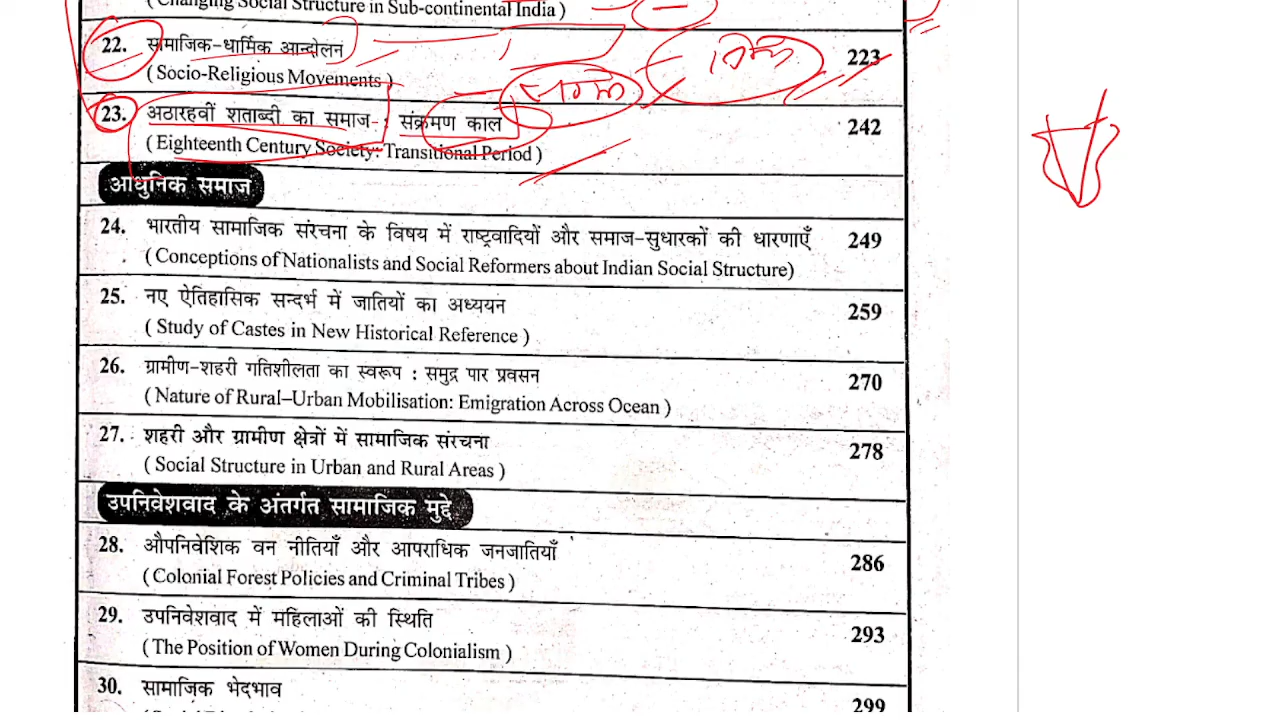 (Changing Social Structure in Sub-continental India)
22. सामाजिक-धार्मिक आन्दोलन 223
(Socio-Religious Movements)
23. अठारहवीं शताब्दी का समाज : संक्रमण काल 242
(Eighteenth Century Society: Transitional Period)
आधुनिक समाज
24. भारतीय सामाजिक संरचना के विषय में राष्ट्रवादियों और समाज-सुधारकों की धारणाएँ 249
(Conceptions of Nationalists and Social Reformers about Indian Social Structure)
25. नए ऐतिहासिक सन्दर्भ में जातियों का अध्ययन 259
(Study of Castes in New Historical Reference)
26. ग्रामीण-शहरी गतिशीलता का स्वरूप : समुद्र पार प्रवसन 270
(Nature of Rural–Urban Mobilisation: Emigration Across Ocean)
27. शहरी और ग्रामीण क्षेत्रों में सामाजिक संरचना 278
(Social Structure in Urban and Rural Areas)
उपनिवेशवाद के अंतर्गत सामाजिक मुद्दे
28. औपनिवेशिक वन नीतियाँ और आपराधिक जनजातियाँ 286
(Colonial Forest Policies and Criminal Tribes)
29. उपनिवेशवाद में महिलाओं की स्थिति 293
(The Position of Women During Colonialism)
30. सामाजिक भेदभाव 299